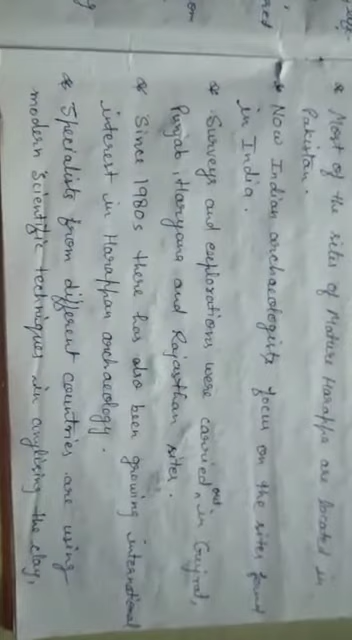 * Most of the sites of Mature Harappa are located in
Pakistan.
* Now Indian archaeologists focus on the sites found
in India.
* Surveys and explorations were carried out in Gujrat,
Punjab, Haryana and Rajasthan sites.
* Since 1980s there has also been growing international
interest in Harappan archaeology.
* Specialists from different countries are using
modern scientific techniques in anylising the clay,